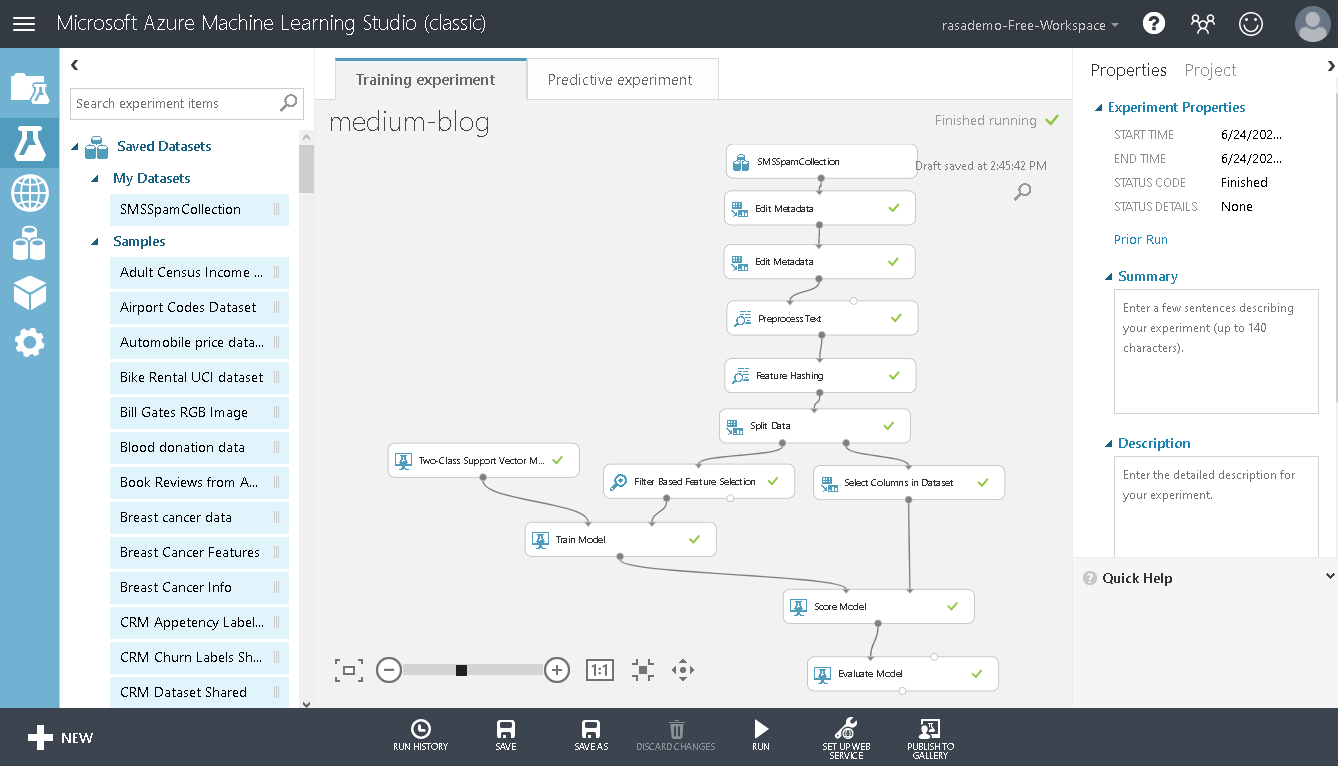 Microsoft Azure Machine Learning Studio (classic)
rasademo-Free-Workspace
?
Search experiment items
Saved Datasets
My Datasets
SMSSpamCollection
Samples
Adult Census Income ...
Airport Codes Dataset
Automobile price data...
Bike Rental UCI dataset
Bill Gates RGB Image
Blood donation data
Book Reviews from A...
Breast cancer data
Breast Cancer Features
Breast Cancer Info
CRM Appetency Label...
CRM Churn Labels Sh...
CRM Dataset Shared
Training experiment
Predictive experiment
medium-blog
Finished running
Draft saved at 2:45:42 PM
SMSSpamCollection
Edit Metadata
Edit Metadata
Preprocess Text
Feature Hashing
Split Data
Two-Class Support Vector M...
Filter Based Feature Selection
Select Columns in Dataset
Train Model
Score Model
Evaluate Model
1:1
Properties
Project
Experiment Properties
START TIME 6/24/202...
END TIME 6/24/202...
STATUS CODE Finished
STATUS DETAILS None
Prior Run
Summary
Enter a few sentences describing
your experiment (up to 140
characters).
Description
Enter the detailed description for
your experiment.
? Quick Help
NEW
RUN HISTORY
SAVE
SAVE AS
DISCARD CHANGES
RUN
SET UP WEB
SERVICE
PUBLISH TO
GALLERY